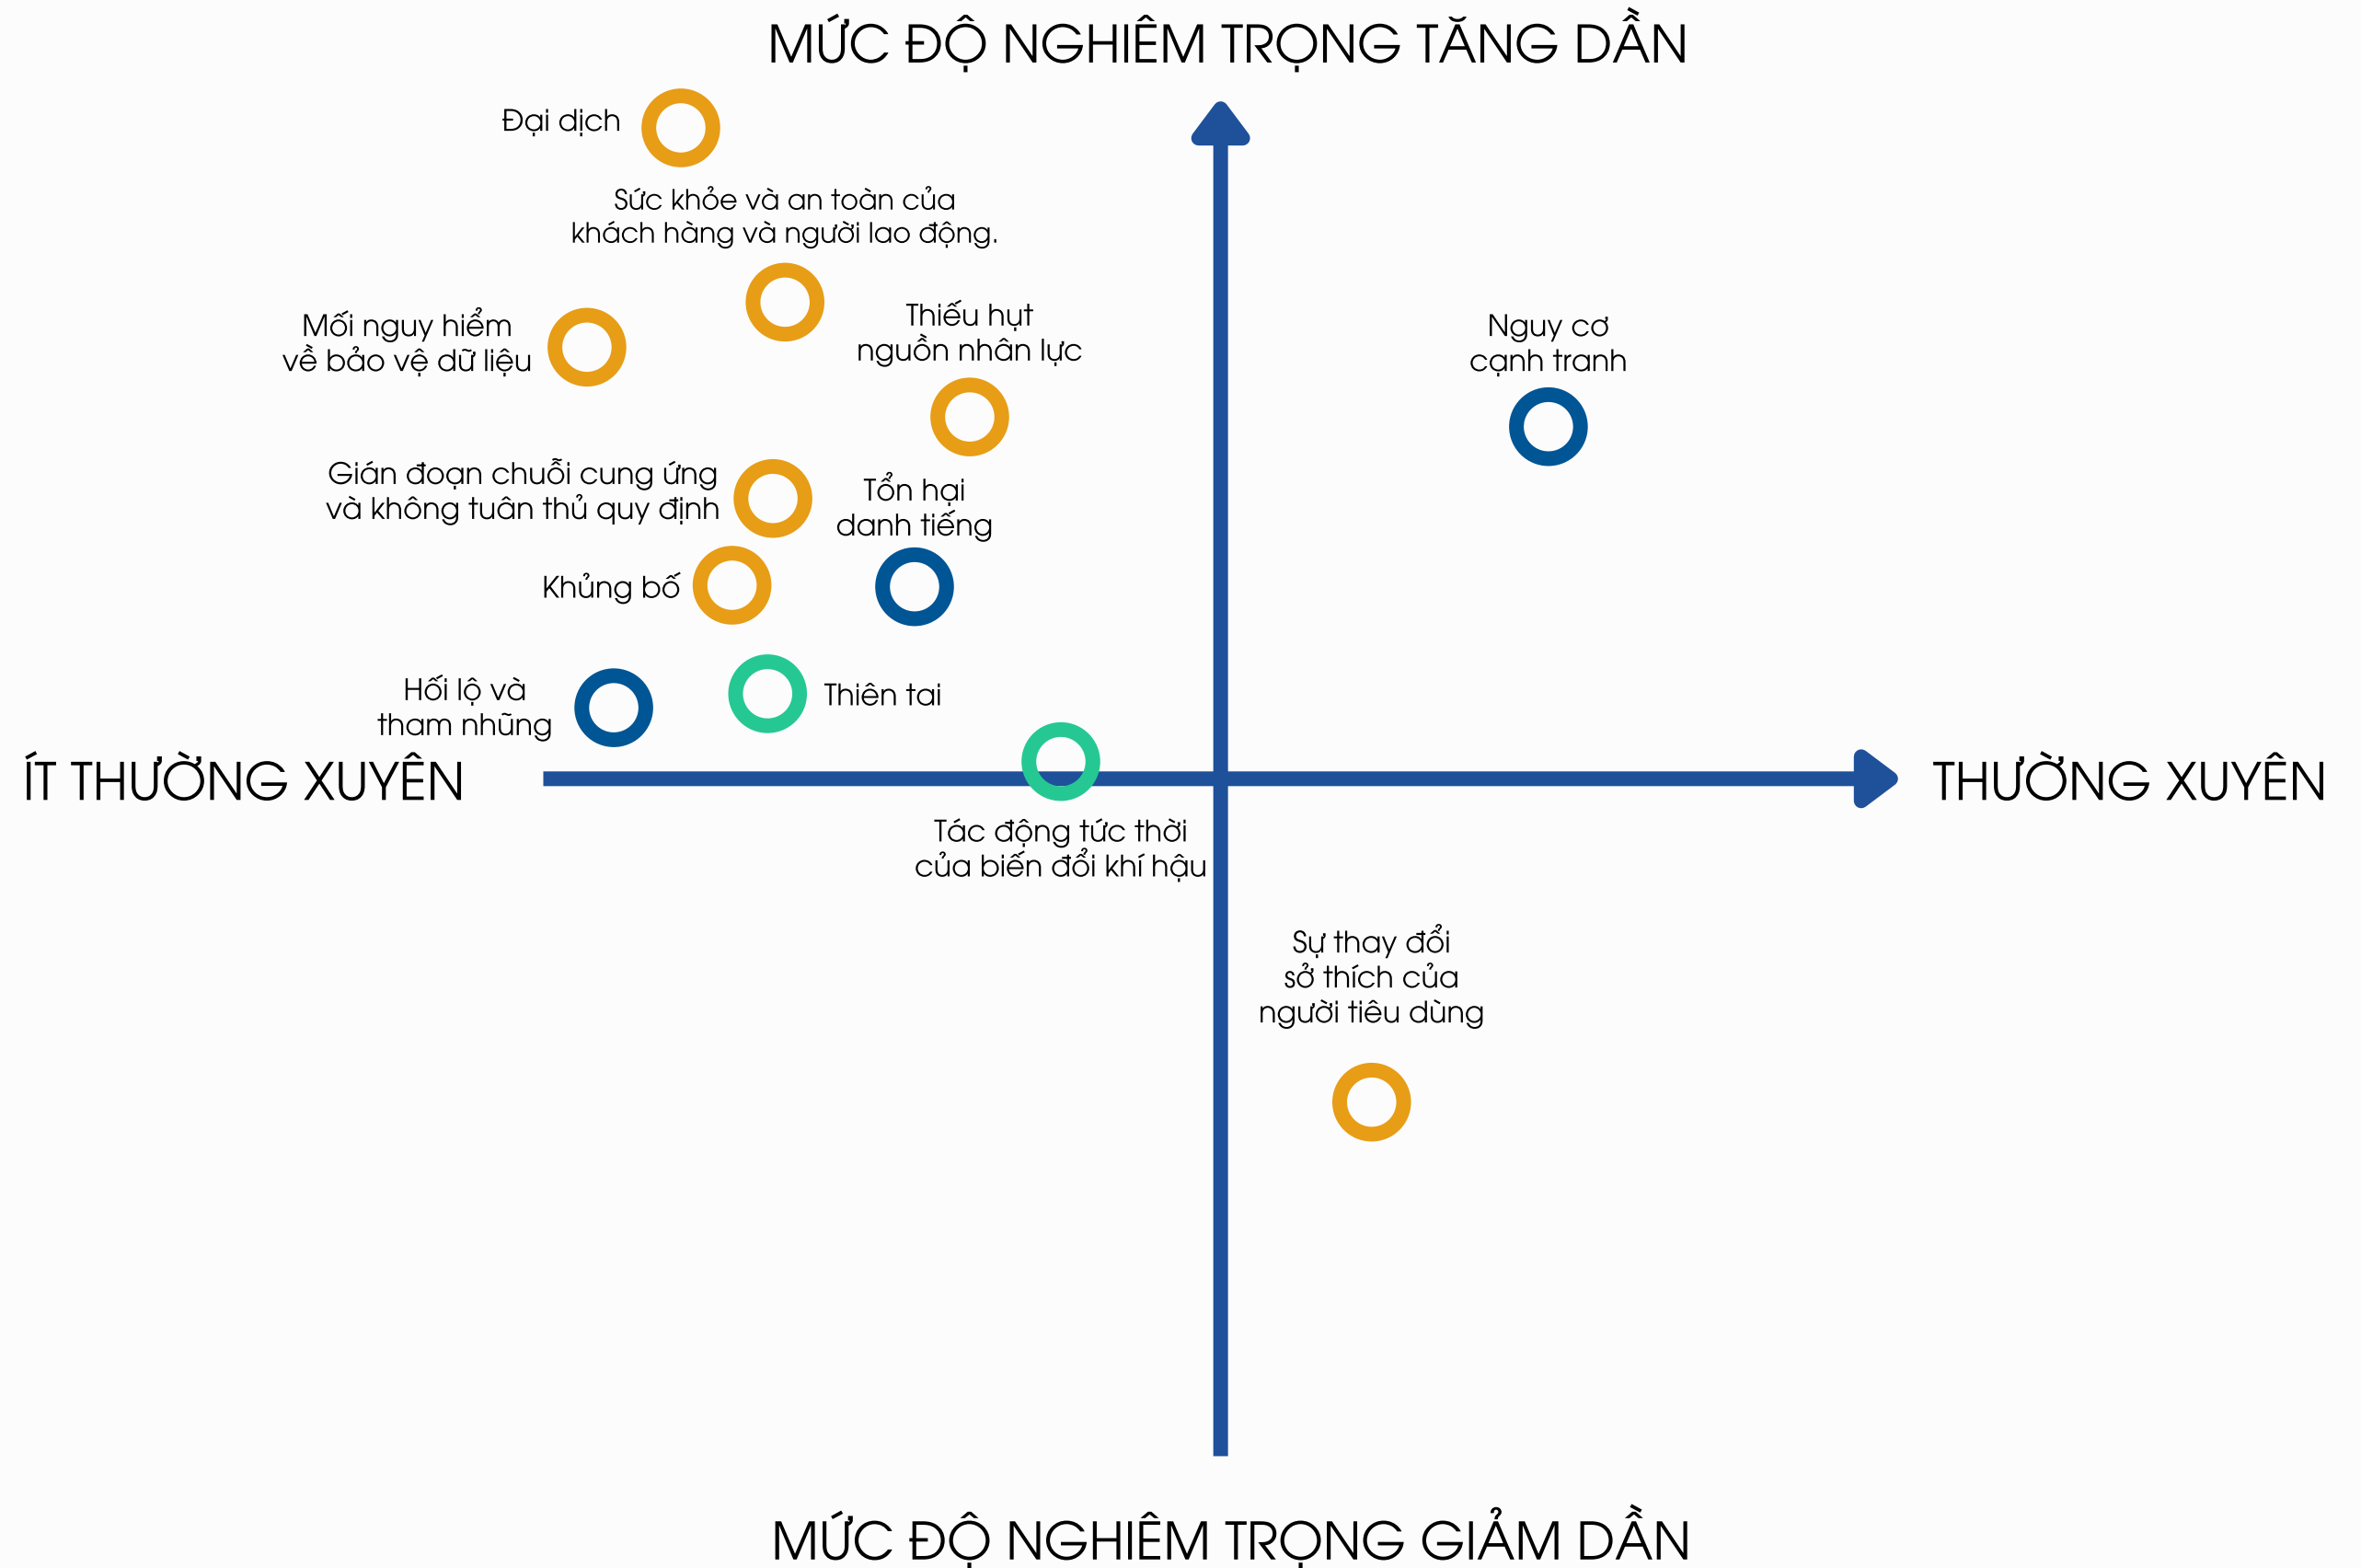 MỨC ĐỘ NGHIÊM TRỌNG TĂNG DẦN
Đại dịch
Sức khỏe và an toàn của
khách hàng và người lao động.
Mối nguy hiểm
về bảo vệ dữ liệu
Thiếu hụt
nguồn nhân lực
Nguy cơ
cạnh tranh
Gián đoạn chuỗi cung ứng
và không tuân thủ quy định
Tổn hại
danh tiếng
Khủng bố
Hối lộ và
tham nhũng
Thiên tai
ÍT THƯỜNG XUYÊN
THƯỜNG XUYÊN
Tác động tức thời
của biến đổi khí hậu
Sự thay đổi
sở thích của
người tiêu dùng
MỨC ĐỘ NGHIÊM TRỌNG GIẢM DẦN